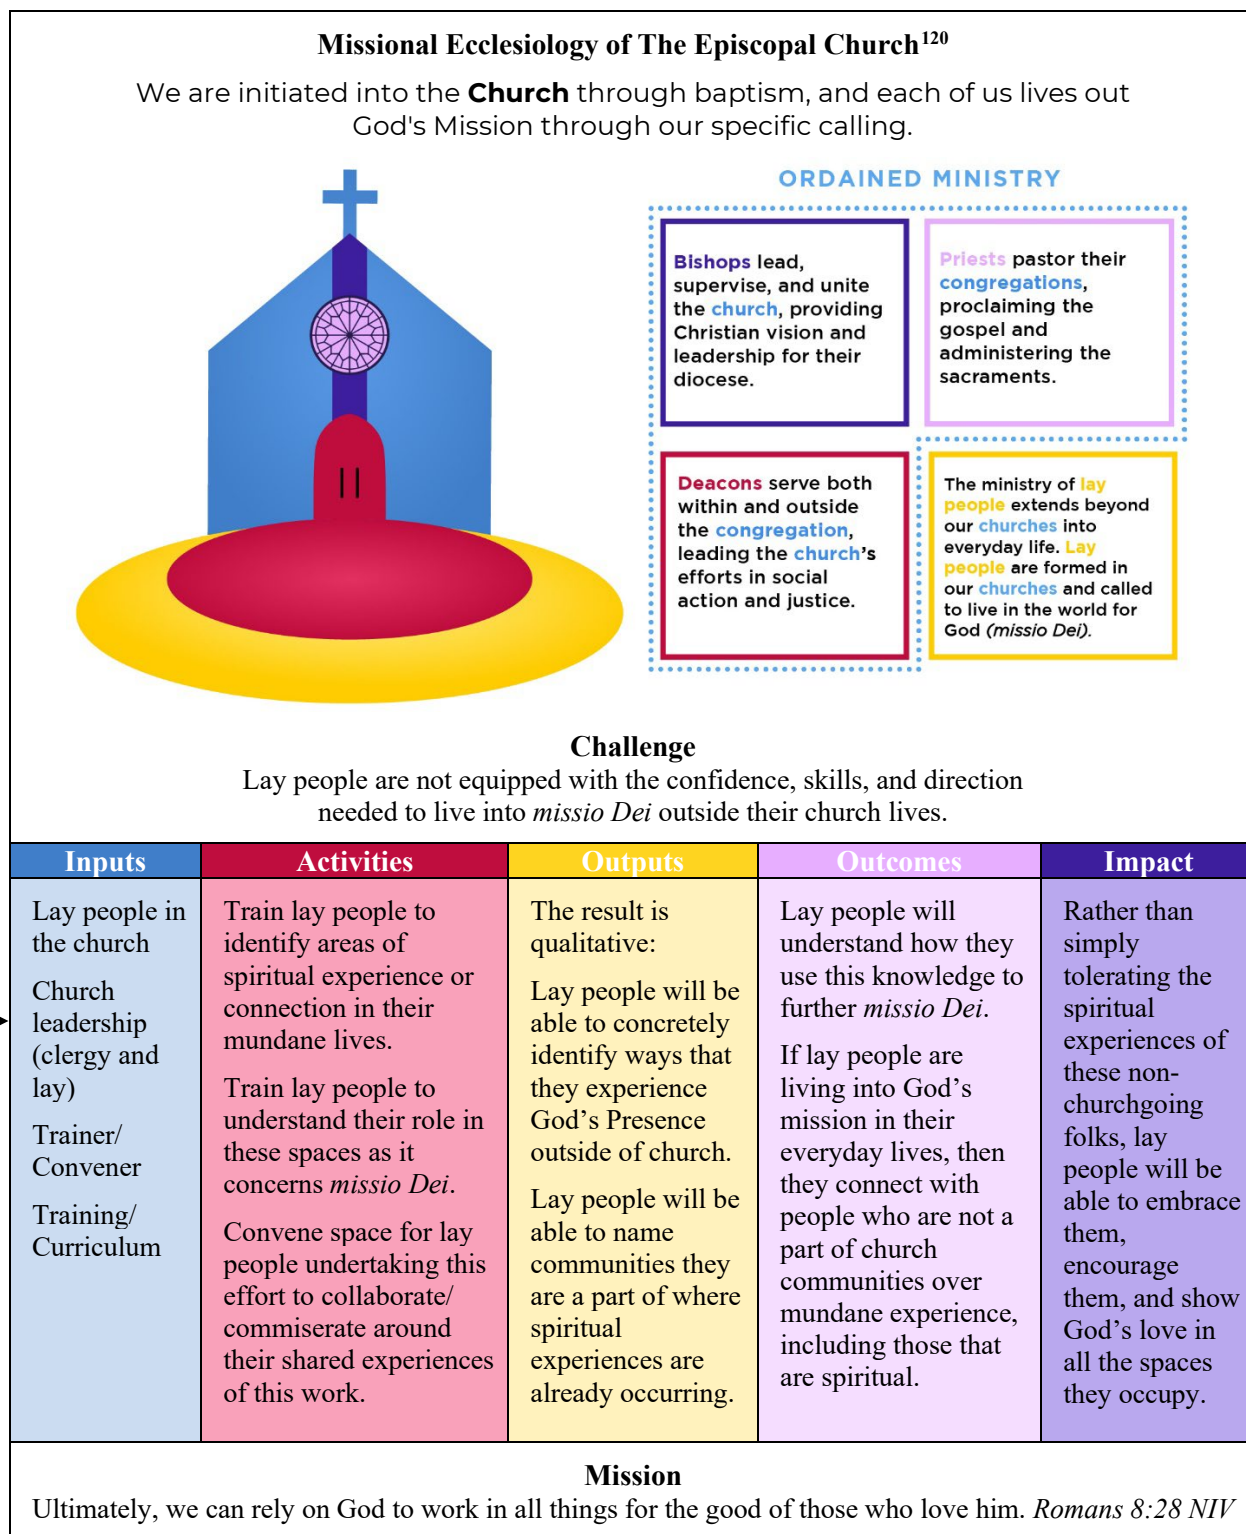 Missional Ecclesiology of The Episcopal Church120
We are initiated into the Church through baptism, and each of us lives out
God's Mission through our specific calling.
ORDAINED MINISTRY
Bishops lead,
supervise, and unite
the church, providing
Christian vision and
leadership for their
diocese.
Priests pastor their
congregations,
proclaiming the
gospel and
administering the
sacraments.
Deacons serve both
within and outside
the congregation,
leading the church's
efforts in social
action and justice.
The ministry of lay
people extends beyond
our churches into
everyday life. Lay
people are formed in
our churches and called
to live in the world for
God (missio Dei).
Challenge
Lay people are not equipped with the confidence, skills, and direction
needed to live into missio Dei outside their church lives.
Inputs
Lay people in
the church
Church
leadership
(clergy and
lay)
Trainer/
Convener
Training/
Curriculum
Activities
Train lay people to
identify areas of
spiritual experience or
connection in their
mundane lives.
Train lay people to
understand their role in
these spaces as it
concerns missio Dei.
Convene space for lay
people undertaking this
effort to collaborate/
commiserate around
their shared experiences
of this work.
Outputs
The result is
qualitative:
Lay people will be
able to concretely
identify ways that
they experience
God's Presence
outside of church.
Lay people will be
able to name
communities they
are a part of where
spiritual
experiences are
already occurring.
Outcomes
Lay people will
understand how they
use this knowledge to
further missio Dei.
If lay people are
living into God's
mission in their
everyday lives, then
they connect with
people who are not a
part of church
communities over
mundane experience,
including those that
are spiritual.
Impact
Rather than
simply
tolerating the
spiritual
experiences of
these non-
churchgoing
folks, lay
people will be
able to embrace
them,
encourage
them, and show
God's love in
all the spaces
they occupy.
Mission
Ultimately, we can rely on God to work in all things for the good of those who love him. Romans 8:28 NIV